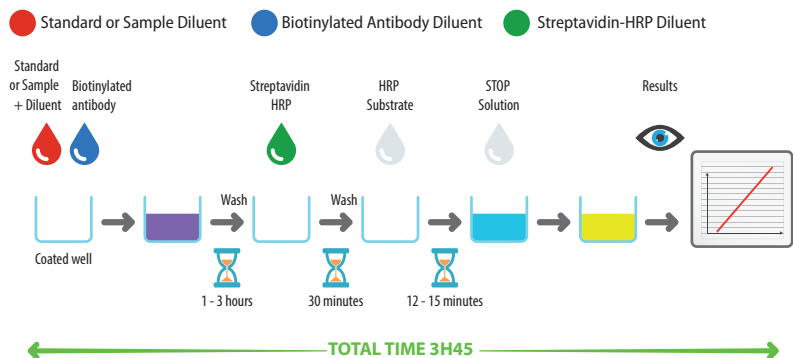 Standard or Sample Diluent
Biotinylated Antibody Diluent
Streptavidin-HRP Diluent
Standard
or Sample
+ Diluent
Biotinylated
antibody
Streptavidin
HRP
HRP
Substrate
STOP
Solution
Results
Wash
Wash
Coated well
1 - 3 hours
30 minutes
12 - 15 minutes
TOTAL TIME 3H45